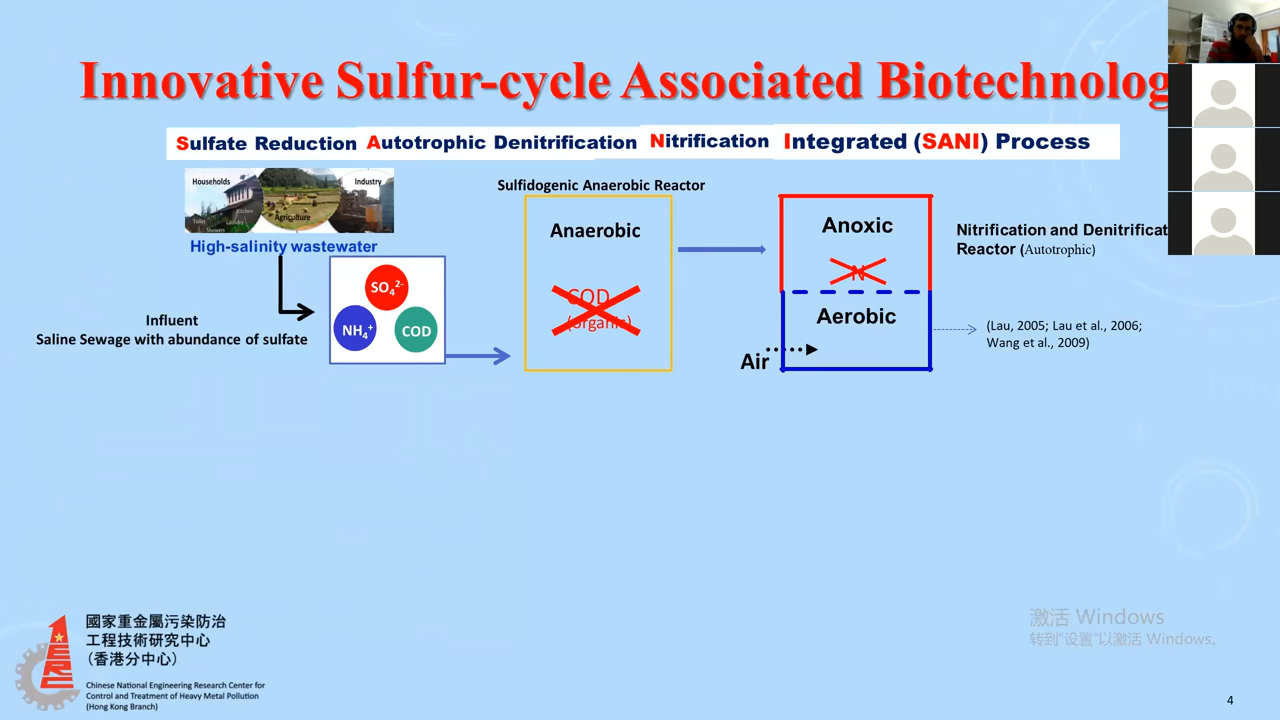 Innovative Sulfur-cycle Associated Biotechnolog
Sulfate Reduction Autotrophic Denitrification Nitrification Integrated (SANI) Process
Households
Industry
Agriculture
Kitchen
Toilet
Laundry
Showers
High-salinity wastewater
Influent
Saline Sewage with abundance of sulfate
SO₄²⁻
NH₄⁺
COD
Sulfidogenic Anaerobic Reactor
Anaerobic
COD
(organic)
Anoxic
N
Aerobic
Air
Nitrification and Denitrificat
Reactor (Autotrophic)
(Lau, 2005; Lau et al., 2006;
Wang et al., 2009)
國家重金屬污染防治
工程技術研究中心
(香港分中心)
Chinese National Engineering Research Center for
Control and Treatment of Heavy Metal Pollution
(Hong Kong Branch)
激活 Windows
转到“设置”以激活 Windows。
4